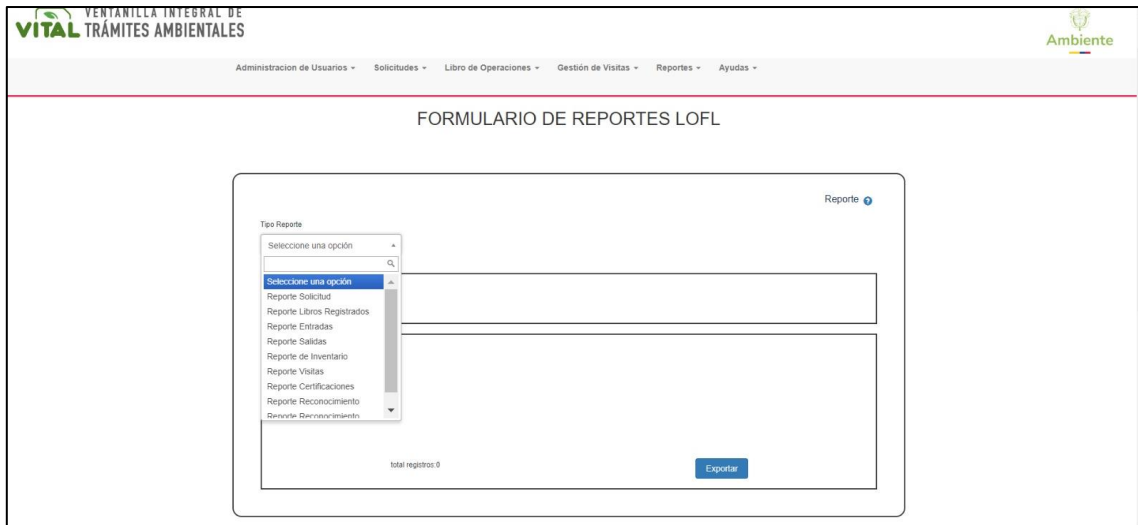 VENTANILLA INTEGRAL DE
VITAL TRÁMITES AMBIENTALES
Ambiente
Administracion de Usuarios Solicitudes Libro de Operaciones Gestión de Visitas Reportes Ayudas
FORMULARIO DE REPORTES LOFL
Reporte
Tipo Reporte
Seleccione una opción
Seleccione una opción
Reporte Solicitud
Reporte Libros Registrados
Reporte Entradas
Reporte Salidas
Reporte de Inventario
Reporte Visitas
Reporte Certificaciones
Reporte Reconocimiento
Reporte Reconocimiento
total registros:0
Exportar